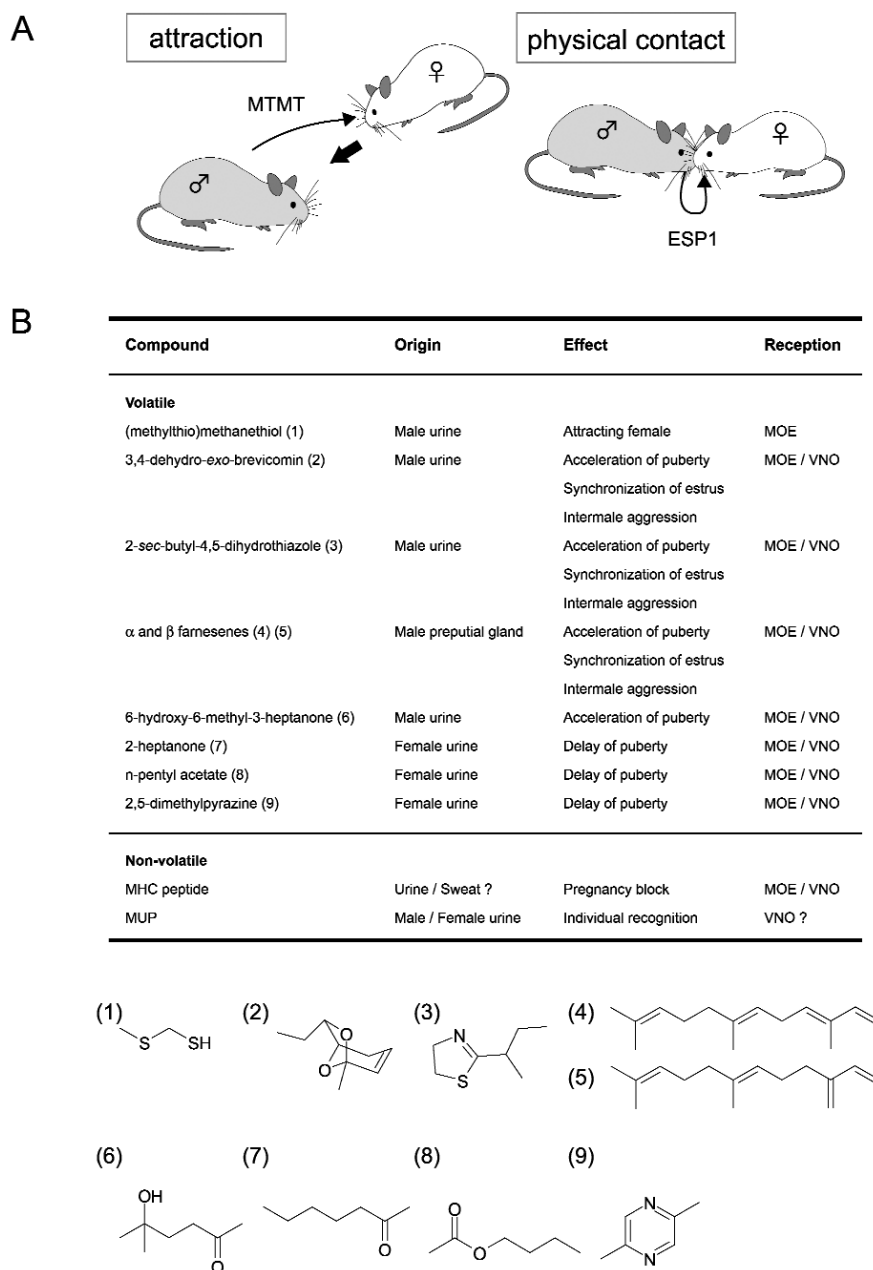 A
attraction
physical contact
MTMT
♀
♂
♂
♀
ESP1
B
Compound Origin Effect Reception
Volatile
(methylthio)methanethiol (1) Male urine Attracting female MOE
3,4-dehydro-exo-brevicomin (2) Male urine Acceleration of puberty MOE / VNO
Synchronization of estrus
Intermale aggression
2-sec-butyl-4,5-dihydrothiazole (3) Male urine Acceleration of puberty MOE / VNO
Synchronization of estrus
Intermale aggression
α and β farnesenes (4) (5) Male preputial gland Acceleration of puberty MOE / VNO
Synchronization of estrus
Intermale aggression
6-hydroxy-6-methyl-3-heptanone (6) Male urine Acceleration of puberty MOE / VNO
2-heptanone (7) Female urine Delay of puberty MOE / VNO
n-pentyl acetate (8) Female urine Delay of puberty MOE / VNO
2,5-dimethylpyrazine (9) Female urine Delay of puberty MOE / VNO
Non-volatile
MHC peptide Urine / Sweat ? Pregnancy block MOE / VNO
MUP Male / Female urine Individual recognition VNO ?
(1) (2) (3) (4)
S SH
O
O
N
S
(5)
(6) (7) (8) (9)
OH
O
O
O
O
N
N